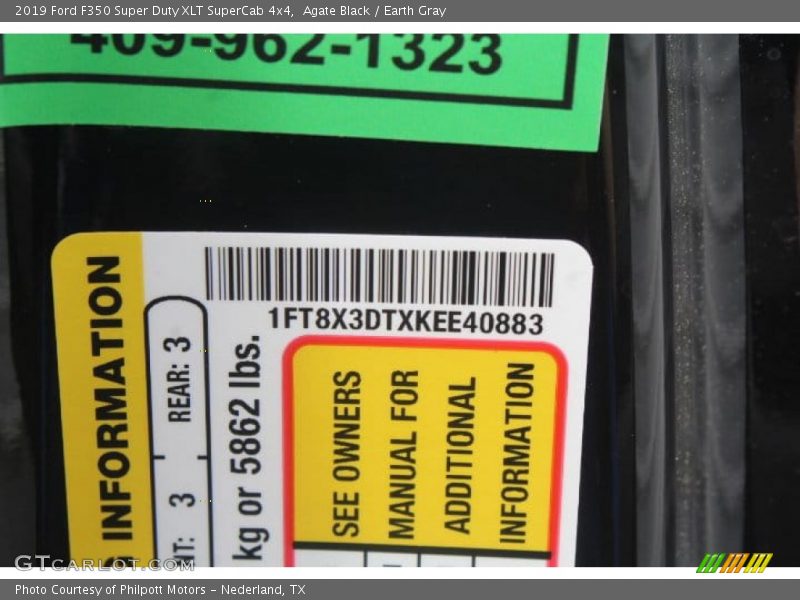 2019 Ford F350 Super Duty XLT SuperCab 4x4,  Agate Black / Earth Gray
409-962-1323
1FT8X3DTXKEE40883
INFORMATION
NT: 3 REAR: 3
kg or 5862 lbs.
SEE OWNERS
MANUAL FOR
ADDITIONAL
INFORMATION
GTcarlot.com
Photo Courtesy of Philpott Motors - Nederland, TX